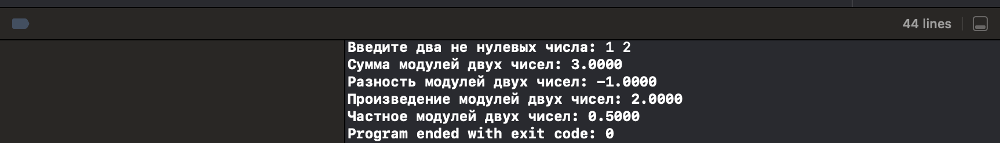 44 lines
Введите два не нулевых числа: 1 2
Сумма модулей двух чисел: 3.0000
Разность модулей двух чисел: -1.0000
Произведение модулей двух чисел: 2.0000
Частное модулей двух чисел: 0.5000
Program ended with exit code: 0